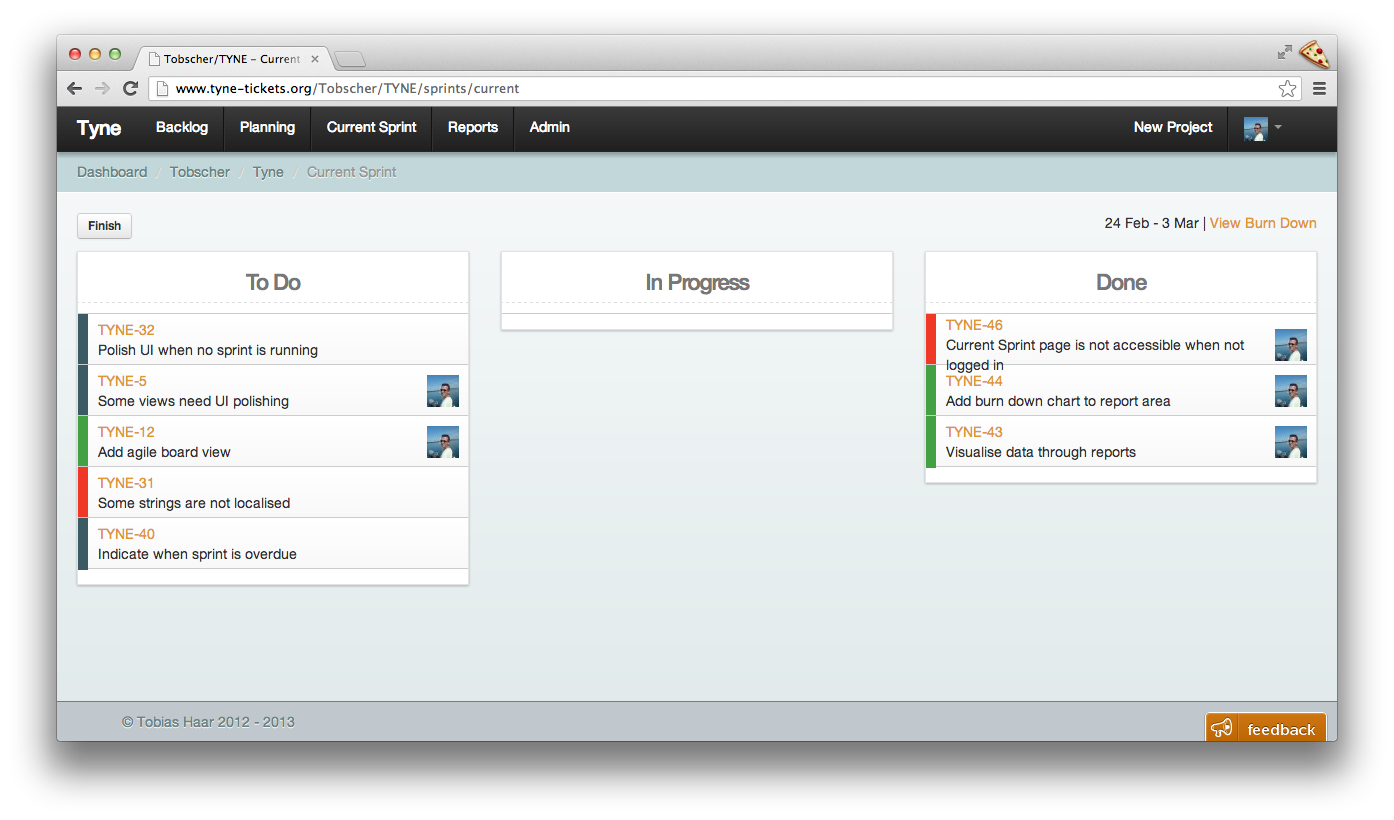 Tobscher/TYNE – Current
www.tyne-tickets.org/Tobscher/TYNE/sprints/current
Tyne Backlog Planning Current Sprint Reports Admin New Project
Dashboard / Tobscher / Tyne / Current Sprint
Finish 24 Feb - 3 Mar | View Burn Down
To Do
TYNE-32
Polish UI when no sprint is running
TYNE-5
Some views need UI polishing
TYNE-12
Add agile board view
TYNE-31
Some strings are not localised
TYNE-40
Indicate when sprint is overdue
In Progress
Done
TYNE-46
Current Sprint page is not accessible when not
logged in
TYNE-44
Add burn down chart to report area
TYNE-43
Visualise data through reports
© Tobias Haar 2012 - 2013
feedback